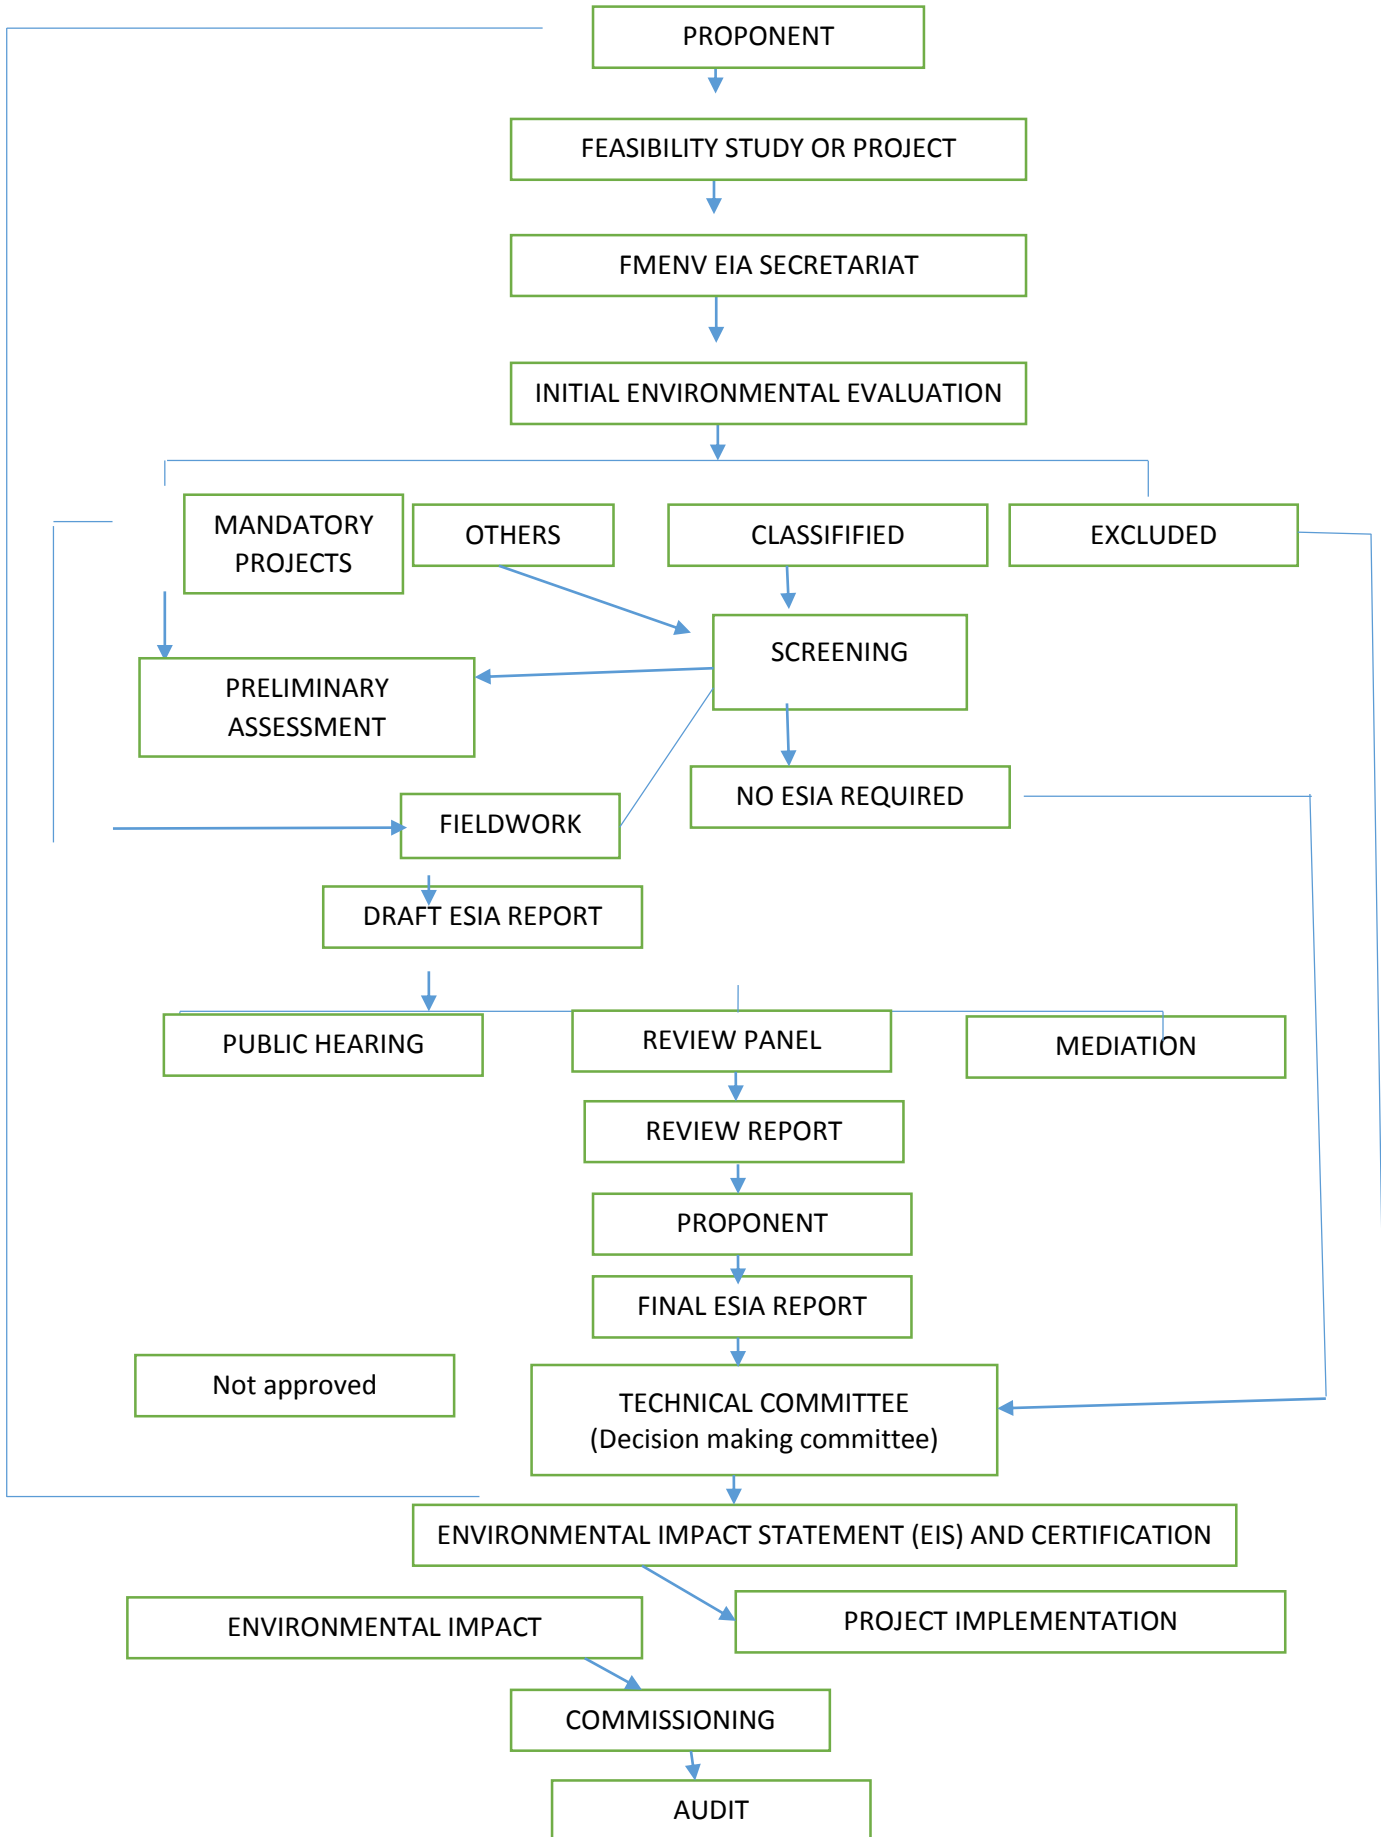 PROPONENT
FEASIBILITY STUDY OR PROJECT
FMENV EIA SECRETARIAT
INITIAL ENVIRONMENTAL EVALUATION
MANDATORY
PROJECTS
OTHERS
CLASSIFIFIED
EXCLUDED
SCREENING
PRELIMINARY
ASSESSMENT
NO ESIA REQUIRED
FIELDWORK
DRAFT ESIA REPORT
PUBLIC HEARING
REVIEW PANEL
MEDIATION
REVIEW REPORT
PROPONENT
FINAL ESIA REPORT
Not approved
TECHNICAL COMMITTEE
(Decision making committee)
ENVIRONMENTAL IMPACT STATEMENT (EIS) AND CERTIFICATION
ENVIRONMENTAL IMPACT
PROJECT IMPLEMENTATION
COMMISSIONING
AUDIT